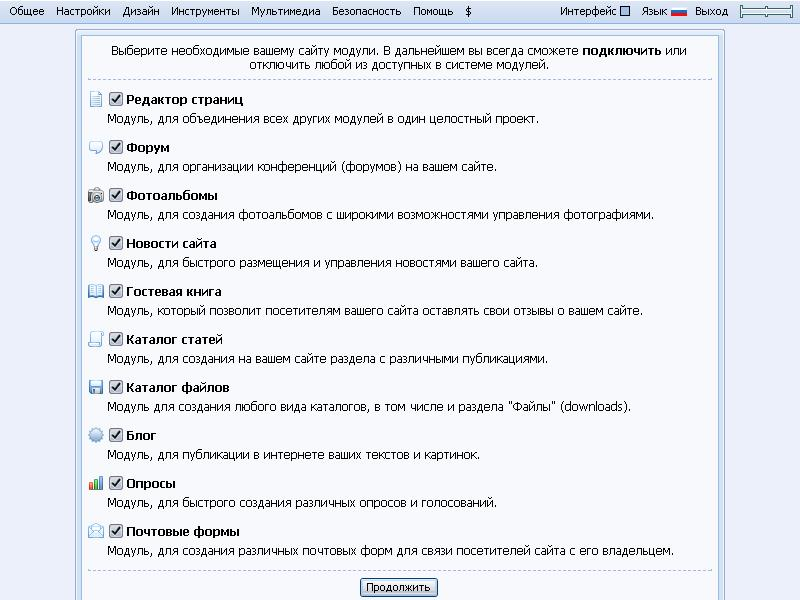 Общее Настройки Дизайн Инструменты Мультимедиа Безопасность Помощь $ Интерфейс Язык Выход
Выберите необходимые вашему сайту модули. В дальнейшем вы всегда сможете подключить или
отключить любой из доступных в системе модулей.
Редактор страниц
Модуль, для объединения всех других модулей в один целостный проект.
Форум
Модуль, для организации конференций (форумов) на вашем сайте.
Фотоальбомы
Модуль, для создания фотоальбомов с широкими возможностями управления фотографиями.
Новости сайта
Модуль, для быстрого размещения и управления новостями вашего сайта.
Гостевая книга
Модуль, который позволит посетителям вашего сайта оставлять свои отзывы о вашем сайте.
Каталог статей
Модуль, для создания на вашем сайте раздела с различными публикациями.
Каталог файлов
Модуль для создания любого вида каталогов, в том числе и раздела "Файлы" (downloads).
Блог
Модуль, для публикации в интернете ваших текстов и картинок.
Опросы
Модуль, для быстрого создания различных опросов и голосований.
Почтовые формы
Модуль, для создания различных почтовых форм для связи посетителей сайта с его владельцем.
Продолжить